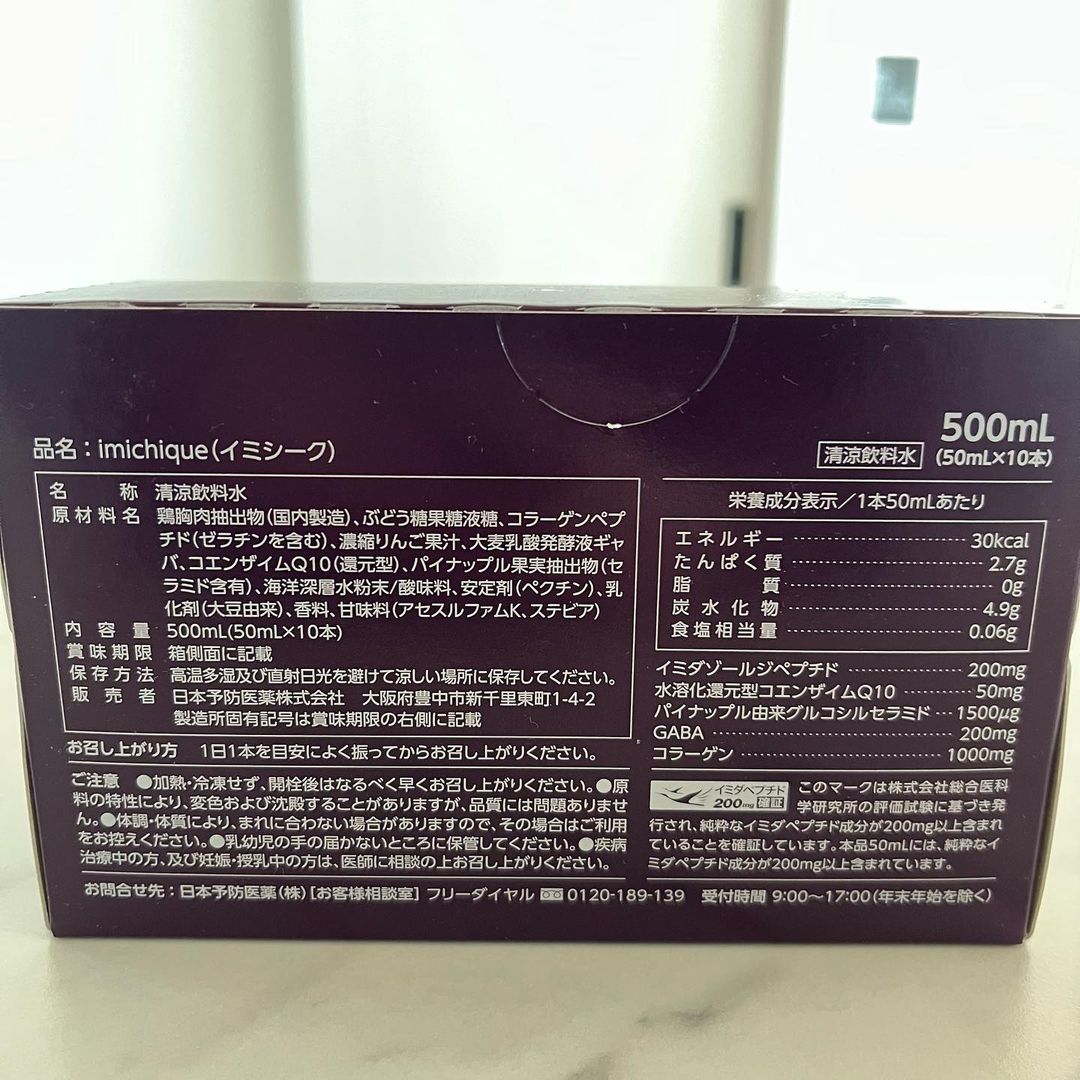 品名：imichique（イミシーク）
清涼飲料水
500mL
（50mL×10本）
名称 清涼飲料水
原材料名 鶏胸肉抽出物（国内製造）、ぶどう糖果糖液糖、コラーゲンペプ
チド（ゼラチンを含む）、濃縮りんご果汁、大麦乳酸発酵液ギャ
バ、コエンザイムQ10（還元型）、パイナップル果実抽出物（セ
ラミド含有）、海洋深層水粉末/酸味料、安定剤（ペクチン）、乳
化剤（大豆由来）、香料、甘味料（アセスルファムK、ステビア）
内容量 500mL（50mL×10本）
賞味期限 箱側面に記載
保存方法 高温多湿及び直射日光を避けて涼しい場所に保存してください。
販売者 日本予防医薬株式会社 大阪府豊中市新千里東町1-4-2
製造所固有記号は賞味期限の右側に記載
お召し上がり方 1日1本を目安によく振ってからお召し上がりください。
ご注意 ●加熱・冷凍せず、開栓後はなるべく早くお召し上がりください。●原
料の特性により、変色および沈殿することがありますが、品質には問題ありませ
ん。●体調・体質により、まれに合わない場合がありますので、その場合はご利用
をお控えください。●乳幼児の手の届かないところに保管してください。●疾病
治療中の方、及び妊娠・授乳中の方は、医師に相談の上お召し上がりください。
栄養成分表示／1本50mLあたり
エネルギー 30kcal
たんぱく質 2.7g
脂質 0g
炭水化物 4.9g
食塩相当量 0.06g
イミダゾールジペプチド 200mg
水溶化還元型コエンザイムQ10 50mg
パイナップル由来グルコシルセラミド 1500μg
GABA 200mg
コラーゲン 1000mg
イミダペプチド
200mg 確証
このマークは株式会社総合医科
学研究所の評価試験に基づき発
行され、純粋なイミダペプチド成分が200mg以上含まれ
ていることを確証しています。本品50mLには、純粋なイ
ミダペプチド成分が200mg以上含まれています。
お問合せ先：日本予防医薬（株）［お客様相談室］フリーダイヤル 0120-189-139 受付時間 9:00～17:00（年末年始を除く）